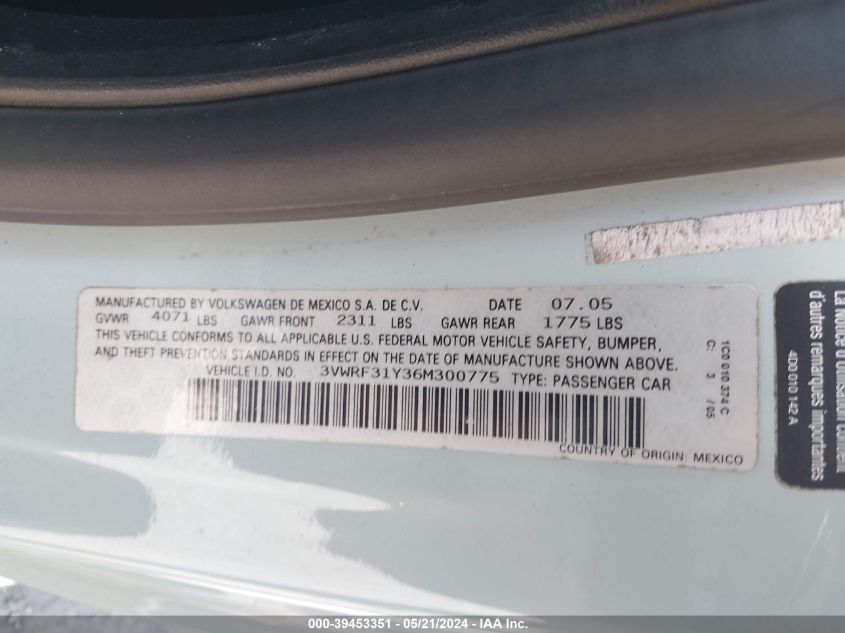 MANUFACTURED BY VOLKSWAGEN DE MEXICO S.A. DE C.V. DATE 07.05
GVWR 4071 LBS GAWR FRONT 2311 LBS GAWR REAR 1775 LBS
THIS VEHICLE CONFORMS TO ALL APPLICABLE U.S. FEDERAL MOTOR VEHICLE SAFETY, BUMPER,
AND THEFT PREVENTION STANDARDS IN EFFECT ON THE DATE OF MANUFACTURE SHOWN ABOVE.
VEHICLE I.D. NO. 3VWRF31Y36M300775 TYPE: PASSENGER CAR
COUNTRY OF ORIGIN: MEXICO
1C0 010 374 C
C: 3 / 05
d'autres remarques importantes
4D0 010 142 A
000-39453351 - 05/21/2024 - IAA Inc.